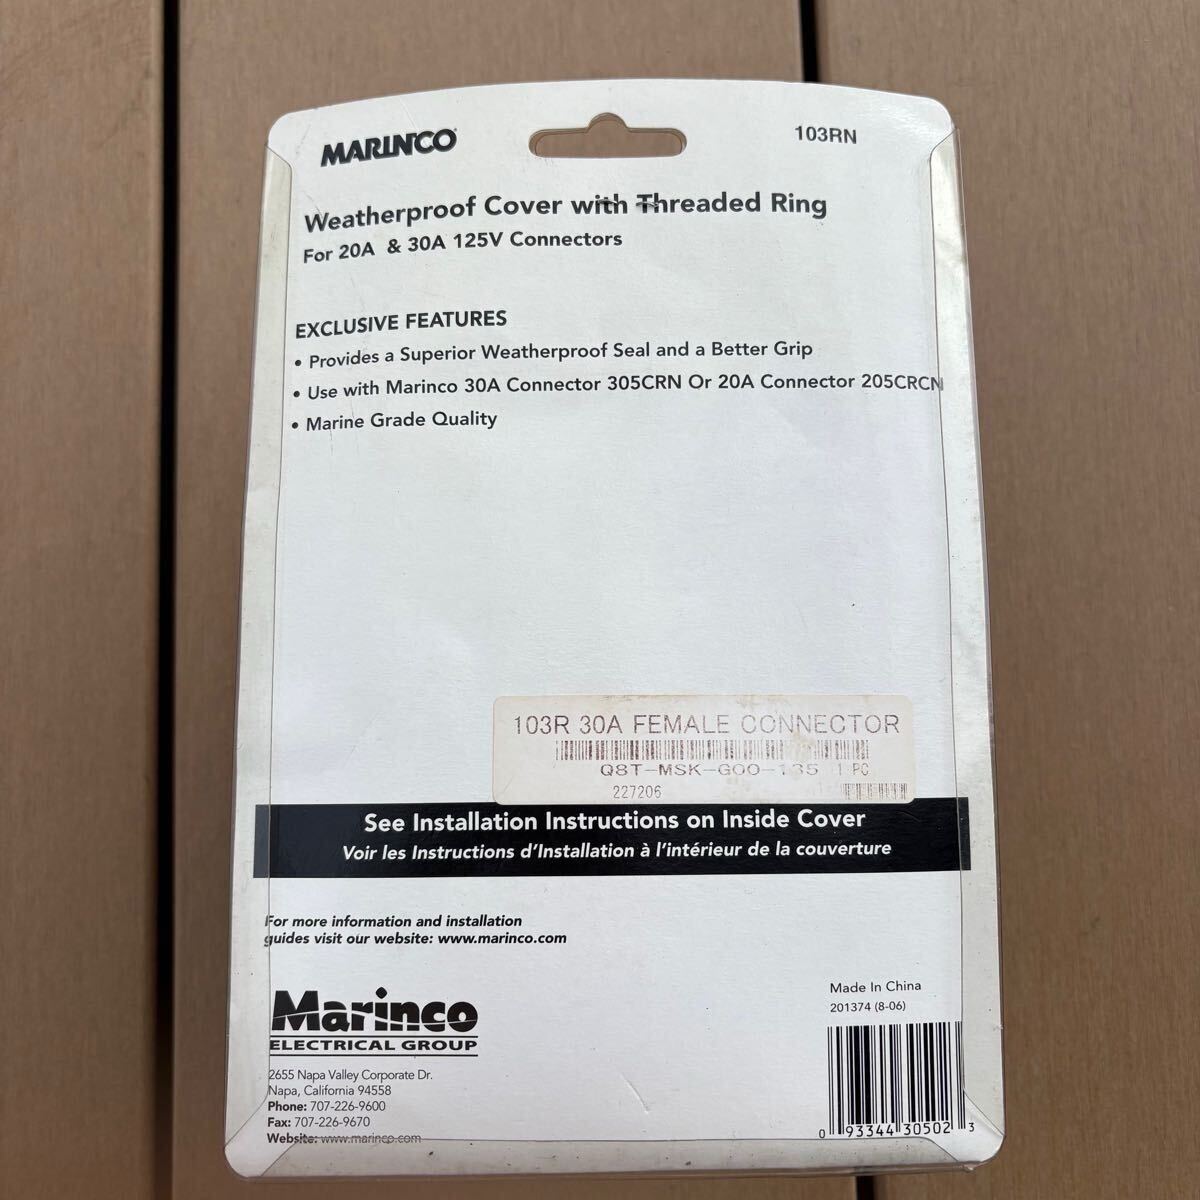 MARINCO
103RN
Weatherproof Cover with Threaded Ring
For 20A & 30A 125V Connectors
EXCLUSIVE FEATURES
• Provides a Superior Weatherproof Seal and a Better Grip
• Use with Marinco 30A Connector 305CRN Or 20A Connector 205CRCN
• Marine Grade Quality
103R 30A FEMALE CONNECTOR
Q8T-MSK-G00-135 1 PC
227206
See Installation Instructions on Inside Cover
Voir les Instructions d'Installation à l'intérieur de la couverture
For more information and installation
guides visit our website: www.marinco.com
Marinco
ELECTRICAL GROUP
2655 Napa Valley Corporate Dr.
Napa, California 94558
Phone: 707-226-9600
Fax: 707-226-9670
Website: www.marinco.com
Made In China
201374 (8-06)
0 93344 30502 3